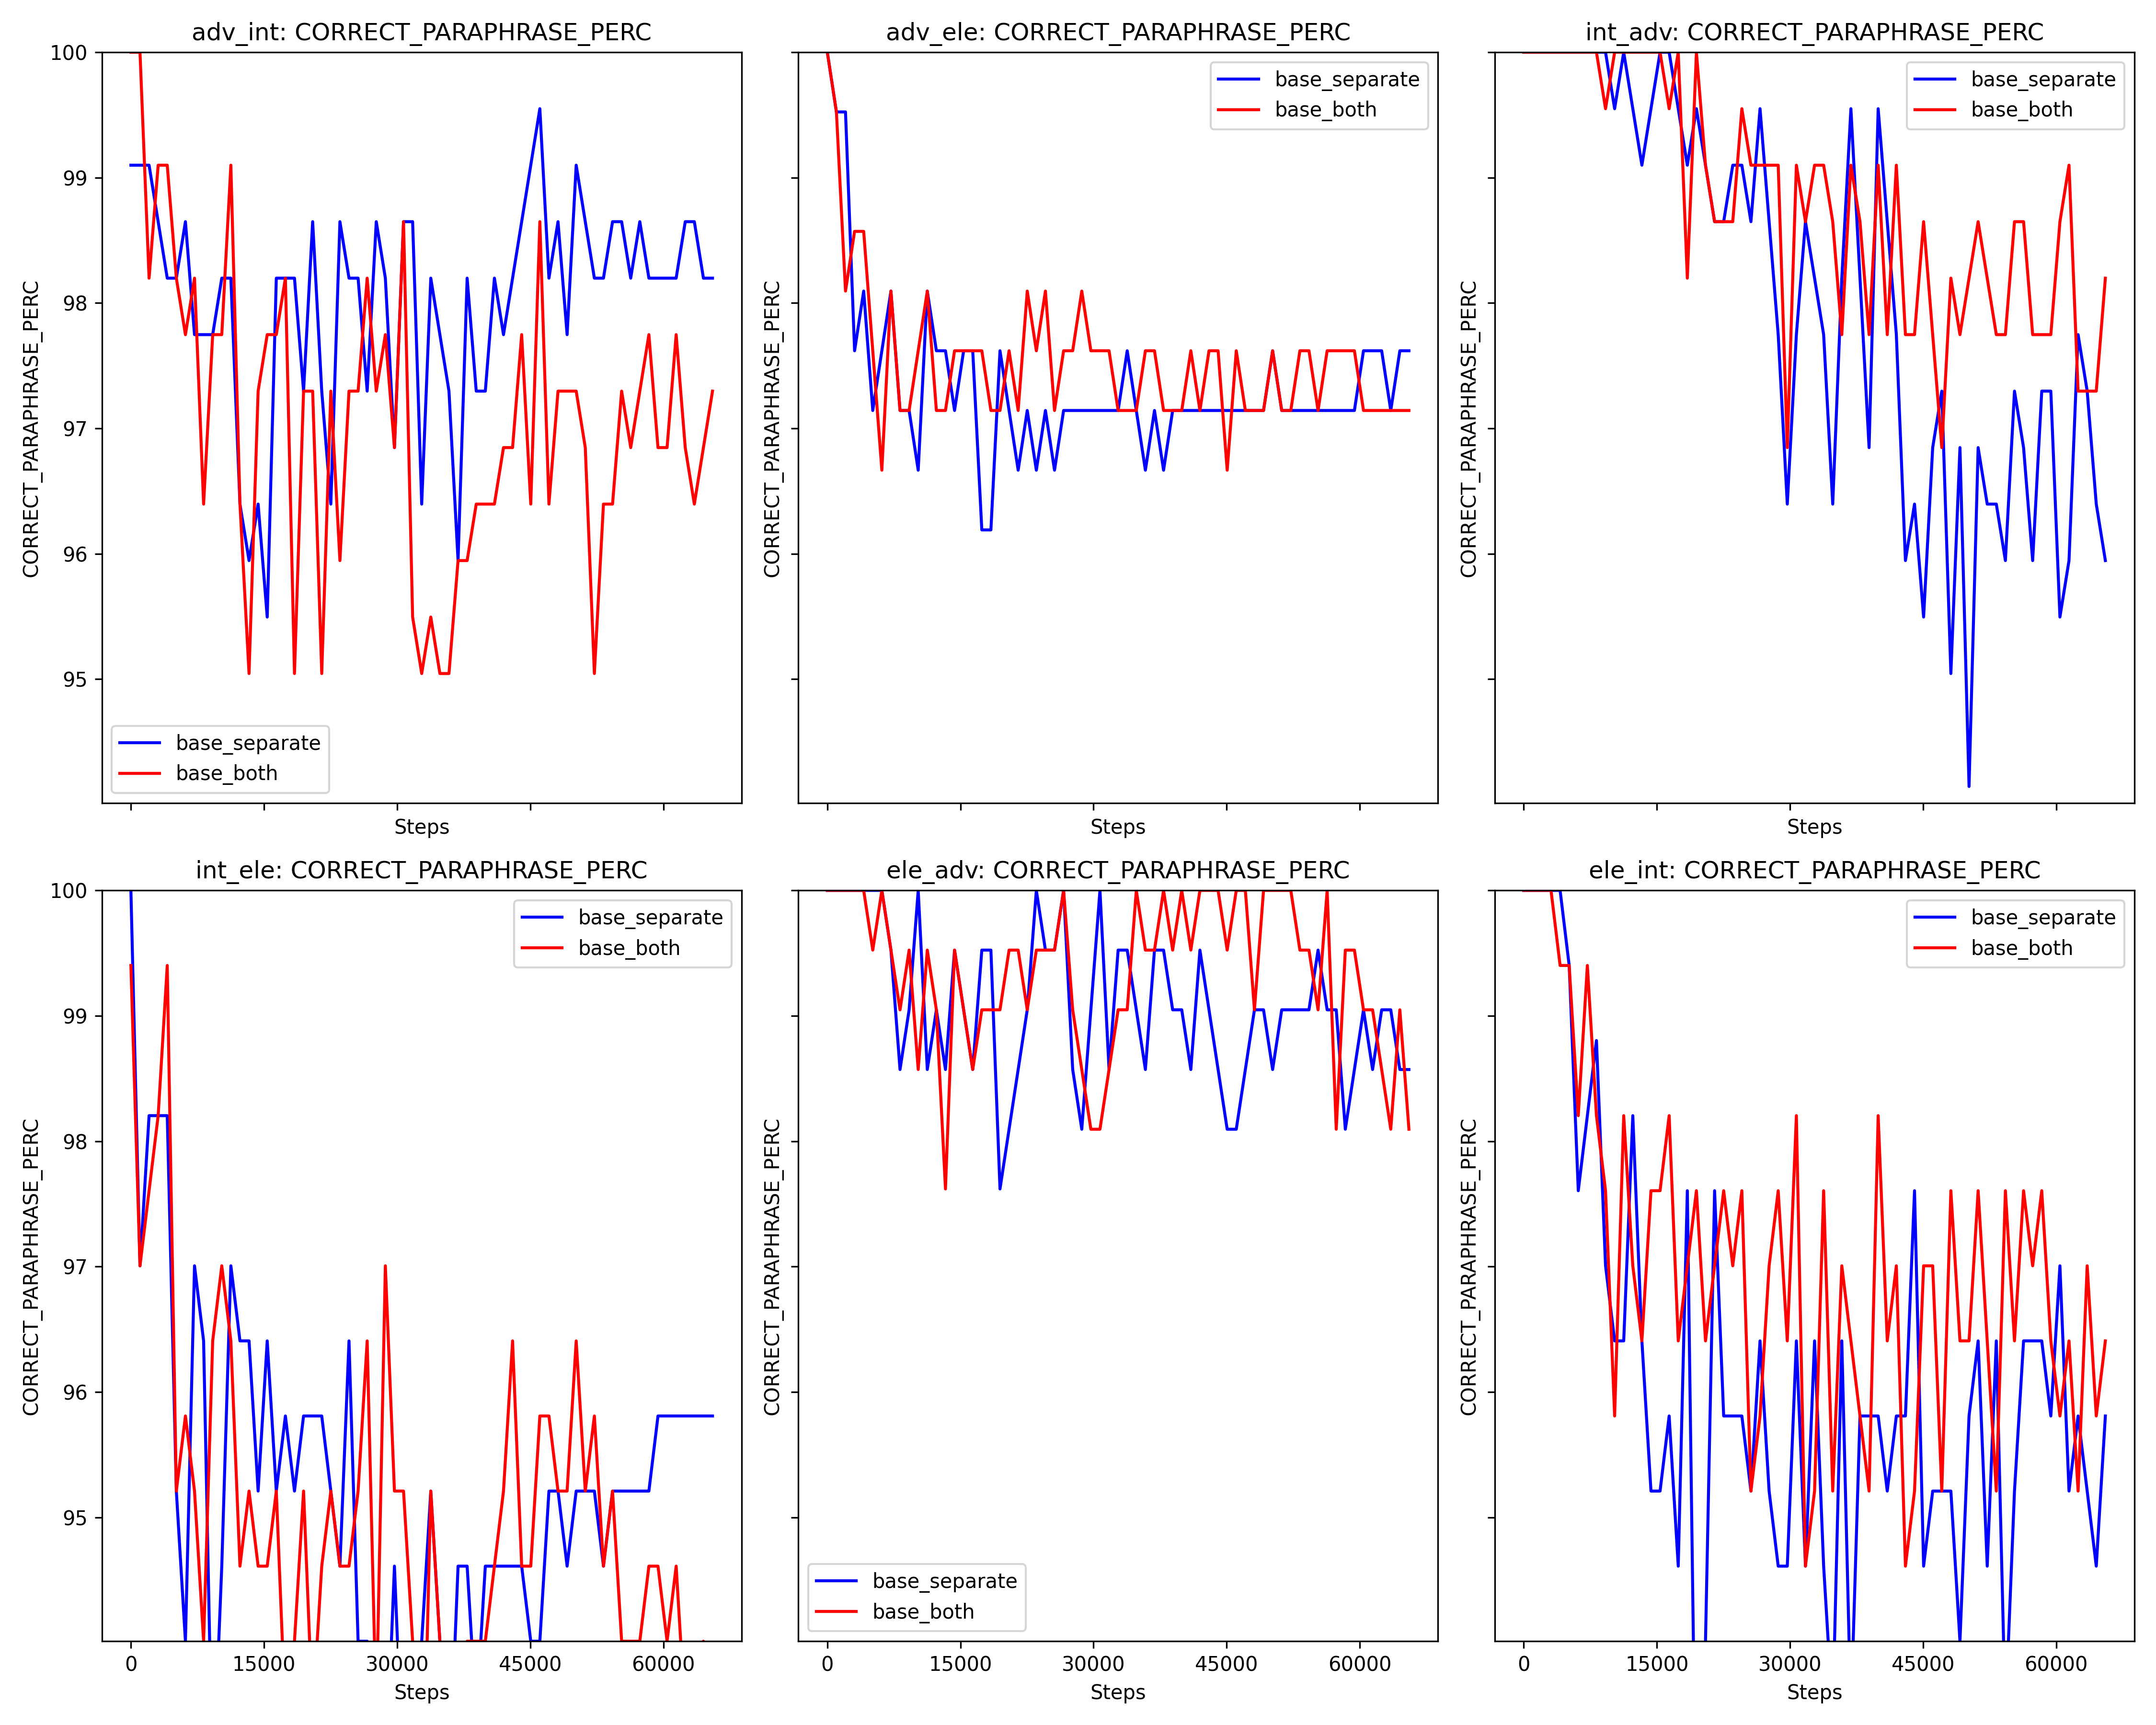 adv_int: CORRECT_PARAPHRASE_PERC
adv_ele: CORRECT_PARAPHRASE_PERC
int_adv: CORRECT_PARAPHRASE_PERC
CORRECT_PARAPHRASE_PERC
100
99
98
97
96
95
base_separate
base_both
Steps
CORRECT_PARAPHRASE_PERC
base_separate
base_both
Steps
CORRECT_PARAPHRASE_PERC
base_separate
base_both
Steps
int_ele: CORRECT_PARAPHRASE_PERC
ele_adv: CORRECT_PARAPHRASE_PERC
ele_int: CORRECT_PARAPHRASE_PERC
CORRECT_PARAPHRASE_PERC
100
99
98
97
96
95
base_separate
base_both
0 15000 30000 45000 60000
Steps
CORRECT_PARAPHRASE_PERC
base_separate
base_both
0 15000 30000 45000 60000
Steps
CORRECT_PARAPHRASE_PERC
base_separate
base_both
0 15000 30000 45000 60000
Steps